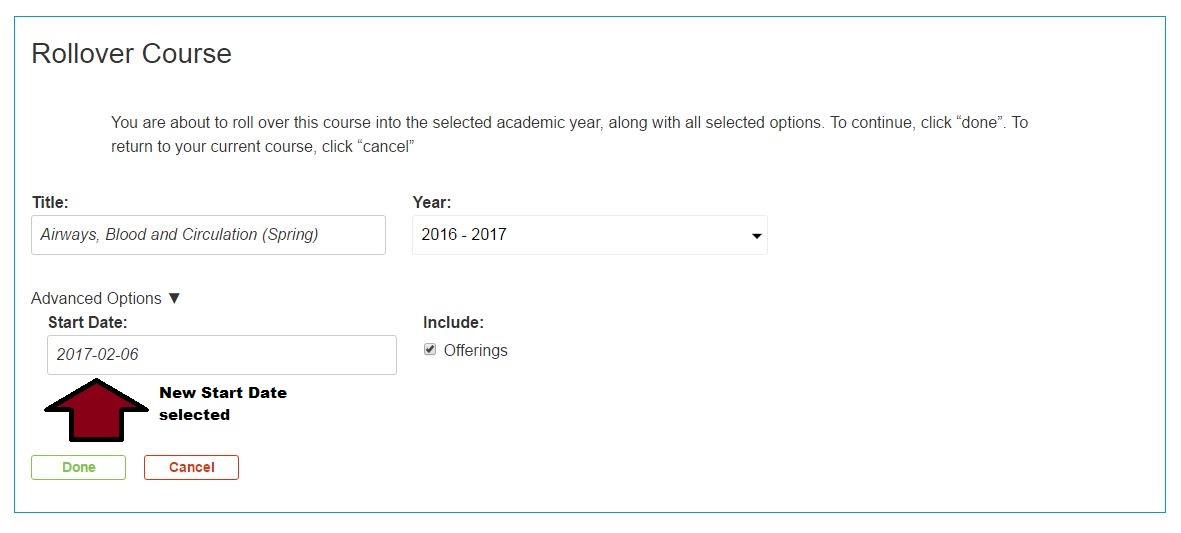 Rollover Course
You are about to roll over this course into the selected academic year, along with all selected options. To continue, click “done”. To
return to your current course, click “cancel”
Title:
Year:
Airways, Blood and Circulation (Spring)
2016 - 2017
Advanced Options ▼
Start Date:
Include:
2017-02-06
Offerings
New Start Date
selected
Done
Cancel